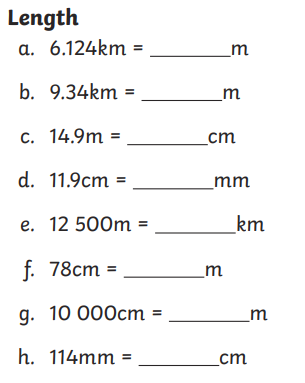 Length
a. 6.124km = ________m
b. 9.34km = ________m
c. 14.9m = ________cm
d. 11.9cm = ________mm
e. 12 500m = ________km
f. 78cm = ________m
g. 10 000cm = ________m
h. 114mm = ________cm